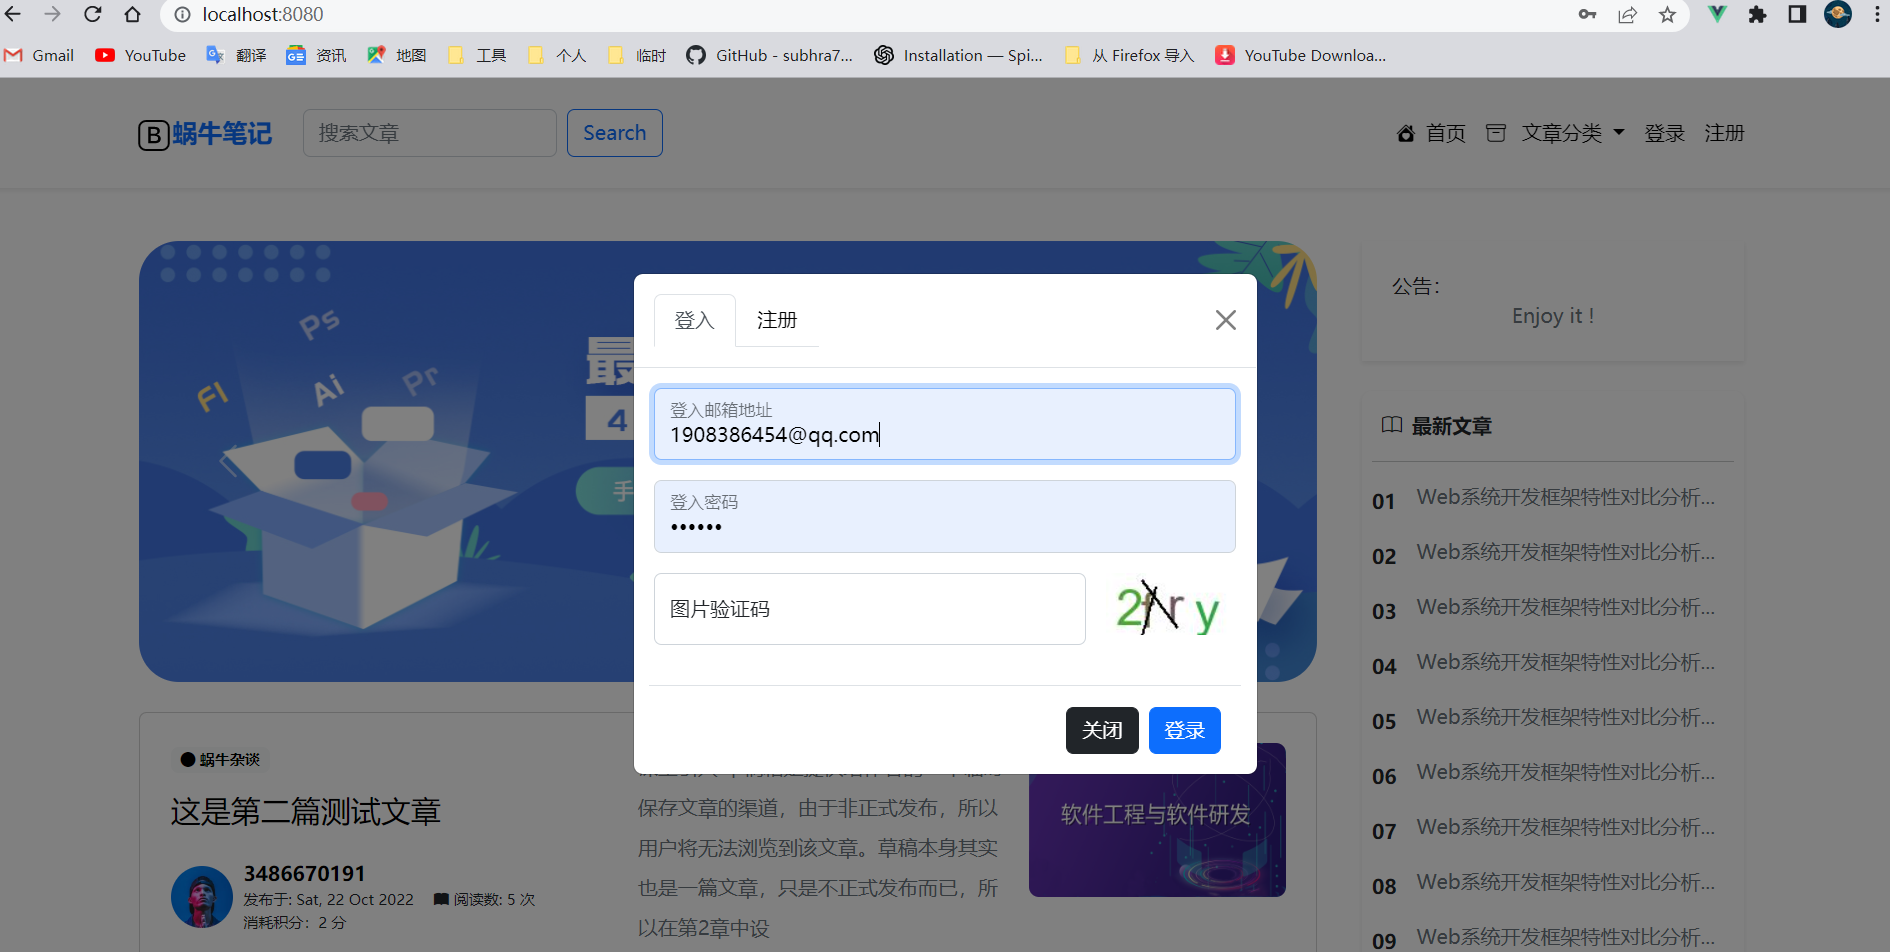 localhost:8080
Gmail YouTube 翻译 资讯 地图 工具 个人 临时 GitHub - subhra7... Installation — Spi... 从 Firefox 导入 YouTube Downloa...
B 蜗牛笔记 搜索文章 Search 首页 文章分类 登录 注册
Ps
Ai
Pr
Fl
最
4
手
公告：
Enjoy it !
登入 注册
登入邮箱地址
1908386454@qq.com
登入密码
••••••
图片验证码
关闭 登录
最新文章
01 Web系统开发框架特性对比分析...
02 Web系统开发框架特性对比分析...
03 Web系统开发框架特性对比分析...
04 Web系统开发框架特性对比分析...
05 Web系统开发框架特性对比分析...
06 Web系统开发框架特性对比分析...
07 Web系统开发框架特性对比分析...
08 Web系统开发框架特性对比分析...
09 Web系统开发框架特性对比分析...
蜗牛杂谈
这是第二篇测试文章
3486670191
发布于: Sat, 22 Oct 2022 阅读数: 5 次
消耗积分：2 分
保存文章的渠道，由于非正式发布，所以
用户将无法浏览到该文章。草稿本身其实
也是一篇文章，只是不正式发布而已，所
以在第2章中设
软件工程与软件研发